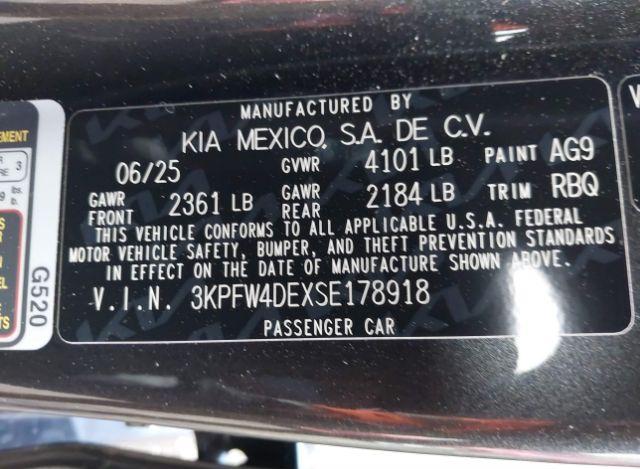 MANUFACTURED BY
KIA MEXICO, S.A. DE C.V.
06/25 GVWR 4101 LB PAINT AG9
GAWR FRONT 2361 LB GAWR REAR 2184 LB TRIM RBQ
THIS VEHICLE CONFORMS TO ALL APPLICABLE U.S.A. FEDERAL
MOTOR VEHICLE SAFETY, BUMPER, AND THEFT PREVENTION STANDARDS
IN EFFECT ON THE DATE OF MANUFACTURE SHOWN ABOVE.
V.I.N. 3KPFW4DEXSE178918
PASSENGER CAR
G520
3
lbs.